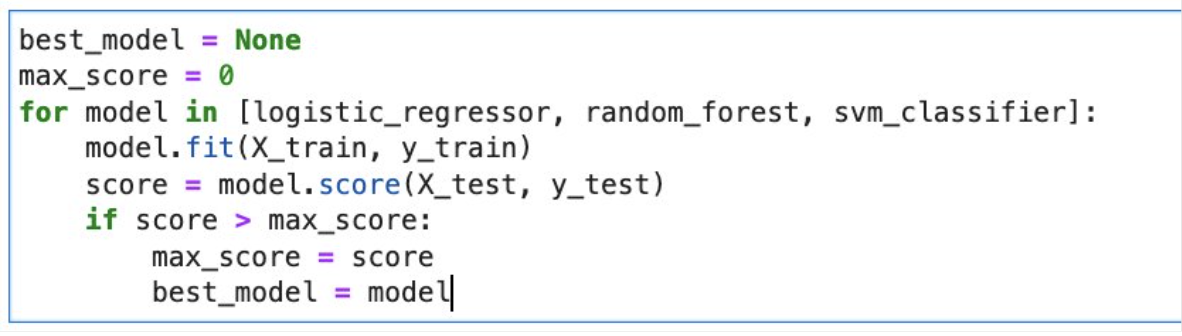 best_model = None
max_score = 0
for model in [logistic_regressor, random_forest, svm_classifier]:
    model.fit(X_train, y_train)
    score = model.score(X_test, y_test)
    if score > max_score:
        max_score = score
        best_model = model